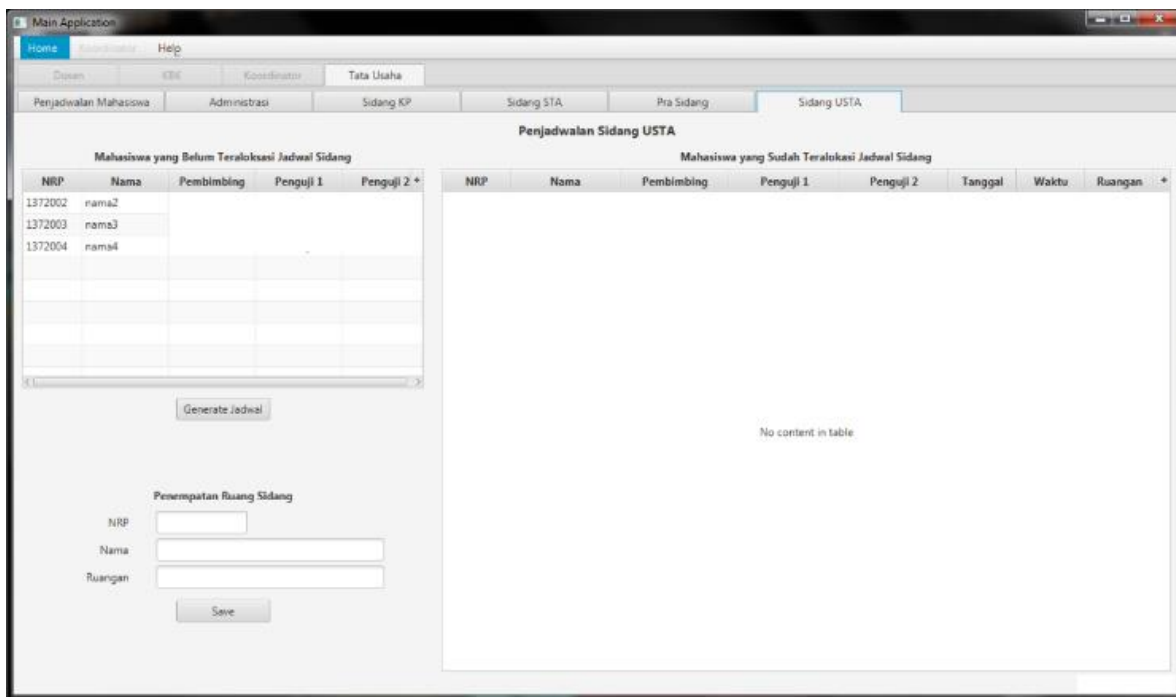 Main Application
Home Koordinator Help
Dosen KBK Koordinator Tata Usaha
Penjadwalan Mahasiswa Administrasi Sidang KP Sidang STA Pra Sidang Sidang USTA
Penjadwalan Sidang USTA
Mahasiswa yang Belum Teraloksasi Jadwal Sidang
NRP Nama Pembimbing Penguji 1 Penguji 2 +
1372002 nama2
1372003 nama3
1372004 nama4
Generate Jadwal
Penempatan Ruang Sidang
NRP
Nama
Ruangan
Save
Mahasiswa yang Sudah Teralokasi Jadwal Sidang
NRP Nama Pembimbing Penguji 1 Penguji 2 Tanggal Waktu Ruangan +
No content in table